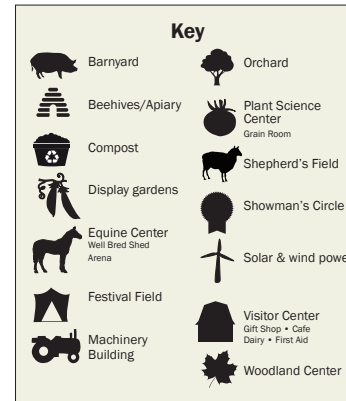 Key
Barnyard
Beehives/Apiary
Compost
Display gardens
Equine Center
Well Bred Shed
Arena
Festival Field
Machinery
Building
Orchard
Plant Science
Center
Grain Room
Shepherd's Field
Showman's Circle
Solar & wind powe
Visitor Center
Gift Shop • Cafe
Dairy • First Aid
Woodland Center